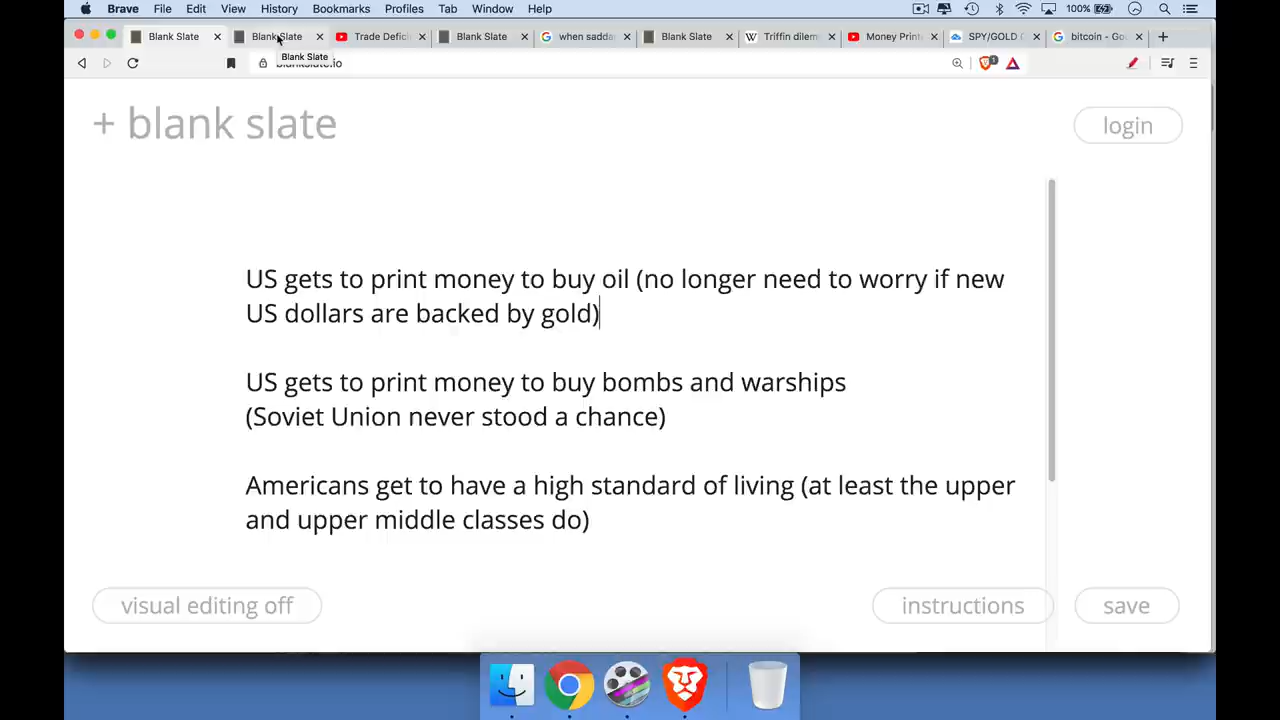 Brave File Edit View History Bookmarks Profiles Tab Window Help 100%
Blank Slate Blank Slate Trade Defici Blank Slate when sadda Blank Slate Triffin dilem Money Print SPY/GOLD bitcoin - Goo
Blank Slate
+ blank slate
login
US gets to print money to buy oil (no longer need to worry if new
US dollars are backed by gold)
US gets to print money to buy bombs and warships
(Soviet Union never stood a chance)
Americans get to have a high standard of living (at least the upper
and upper middle classes do)
visual editing off
instructions
save